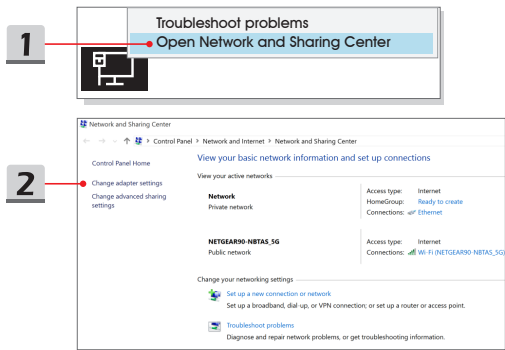 1
Troubleshoot problems
Open Network and Sharing Center
2
Network and Sharing Center
Control Panel > Network and Internet > Network and Sharing Center
Control Panel Home
Change adapter settings
Change advanced sharing
settings
View your basic network information and set up connections
View your active networks
Network
Private network
Access type: Internet
HomeGroup: Ready to create
Connections: Ethernet
NETGEAR90-NBTAS_5G
Public network
Access type: Internet
Connections: Wi-Fi (NETGEAR90-NBTAS_5G)
Change your networking settings
Set up a new connection or network
Set up a broadband, dial-up, or VPN connection; or set up a router or access point.
Troubleshoot problems
Diagnose and repair network problems, or get troubleshooting information.